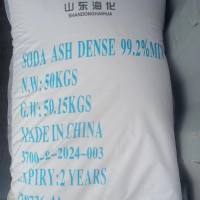 山东海化
SHANDONGHAIHUA
SODA ASH DENSE 99.2%MIN
N.W: 50KGS
G.W: 50.15KGS
MADE IN CHINA
3700-2-2024-003
EXPIRY: 2 YEARS